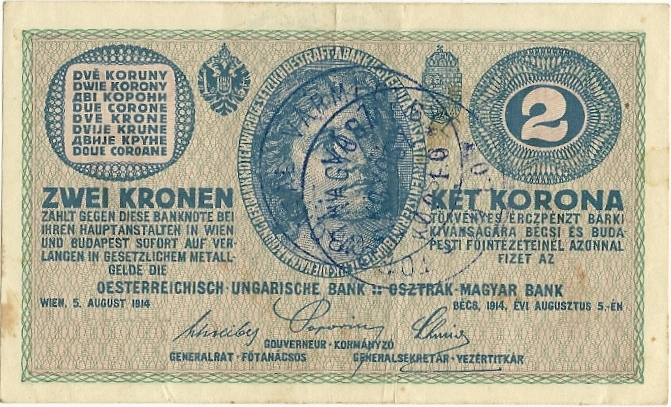 DVĚ KORUNY
DWIE KORONY
ДВІ КОРОНИ
DUE CORONE
DVE KRONE
DVIJE KRUNE
ДВИЈЕ КРУНЕ
DOUE COROANE
2
ZWEI KRONEN
ZAHLT GEGEN DIESE BANKNOTE BEI
IHREN HAUPTANSTALTEN IN WIEN
UND BUDAPEST SOFORT AUF VER-
LANGEN IN GESETZLICHEM METALL-
GELDE DIE
KÉT KORONA
TÖRVÉNYES ÉRCZPÉNZT BÁRKI
KIVÁNSÁGÁRA BÉCSI ÉS BUDA-
PESTI FŐINTÉZETEINÉL AZONNAL
FIZET AZ
OESTERREICHISCH-UNGARISCHE BANK :: OSZTRÁK-MAGYAR BANK
WIEN, 5. AUGUST 1914
BÉCS, 1914. ÉVI AUGUSZTUS 5.-ÉN
GOUVERNEUR·KORMÁNYZÓ
GENERALRAT·FŐTANÁCSOS
GENERALSEKRETÄR·VEZÉRTITKÁR